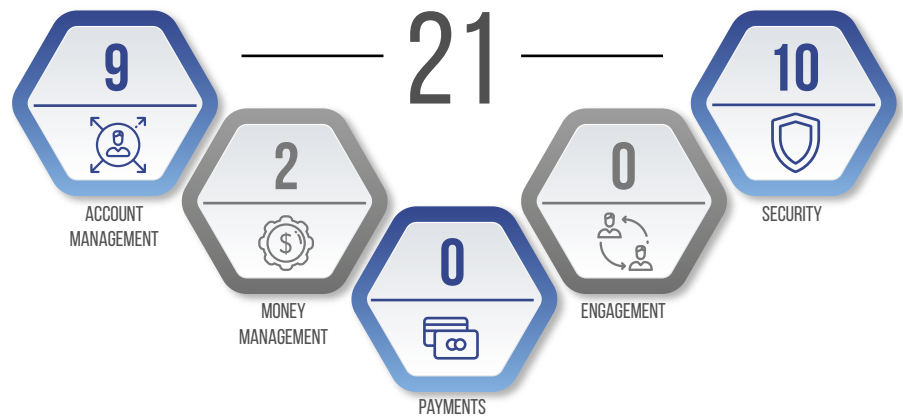 21
9
ACCOUNT
MANAGEMENT
2
$
MONEY
MANAGEMENT
0
PAYMENTS
0
ENGAGEMENT
10
SECURITY